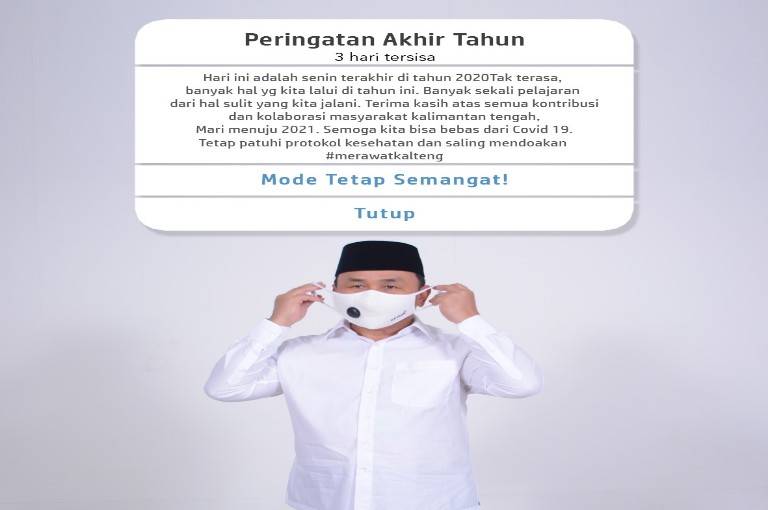 Peringatan Akhir Tahun
3 hari tersisa
Hari ini adalah senin terakhir di tahun 2020Tak terasa,
banyak hal yg kita lalui di tahun ini. Banyak sekali pelajaran
dari hal sulit yang kita jalani. Terima kasih atas semua kontribusi
dan kolaborasi masyarakat kalimantan tengah,
Mari menuju 2021. Semoga kita bisa bebas dari Covid 19.
Tetap patuhi protokol kesehatan dan saling mendoakan
#merawatkalteng
Mode Tetap Semangat!
Tutup